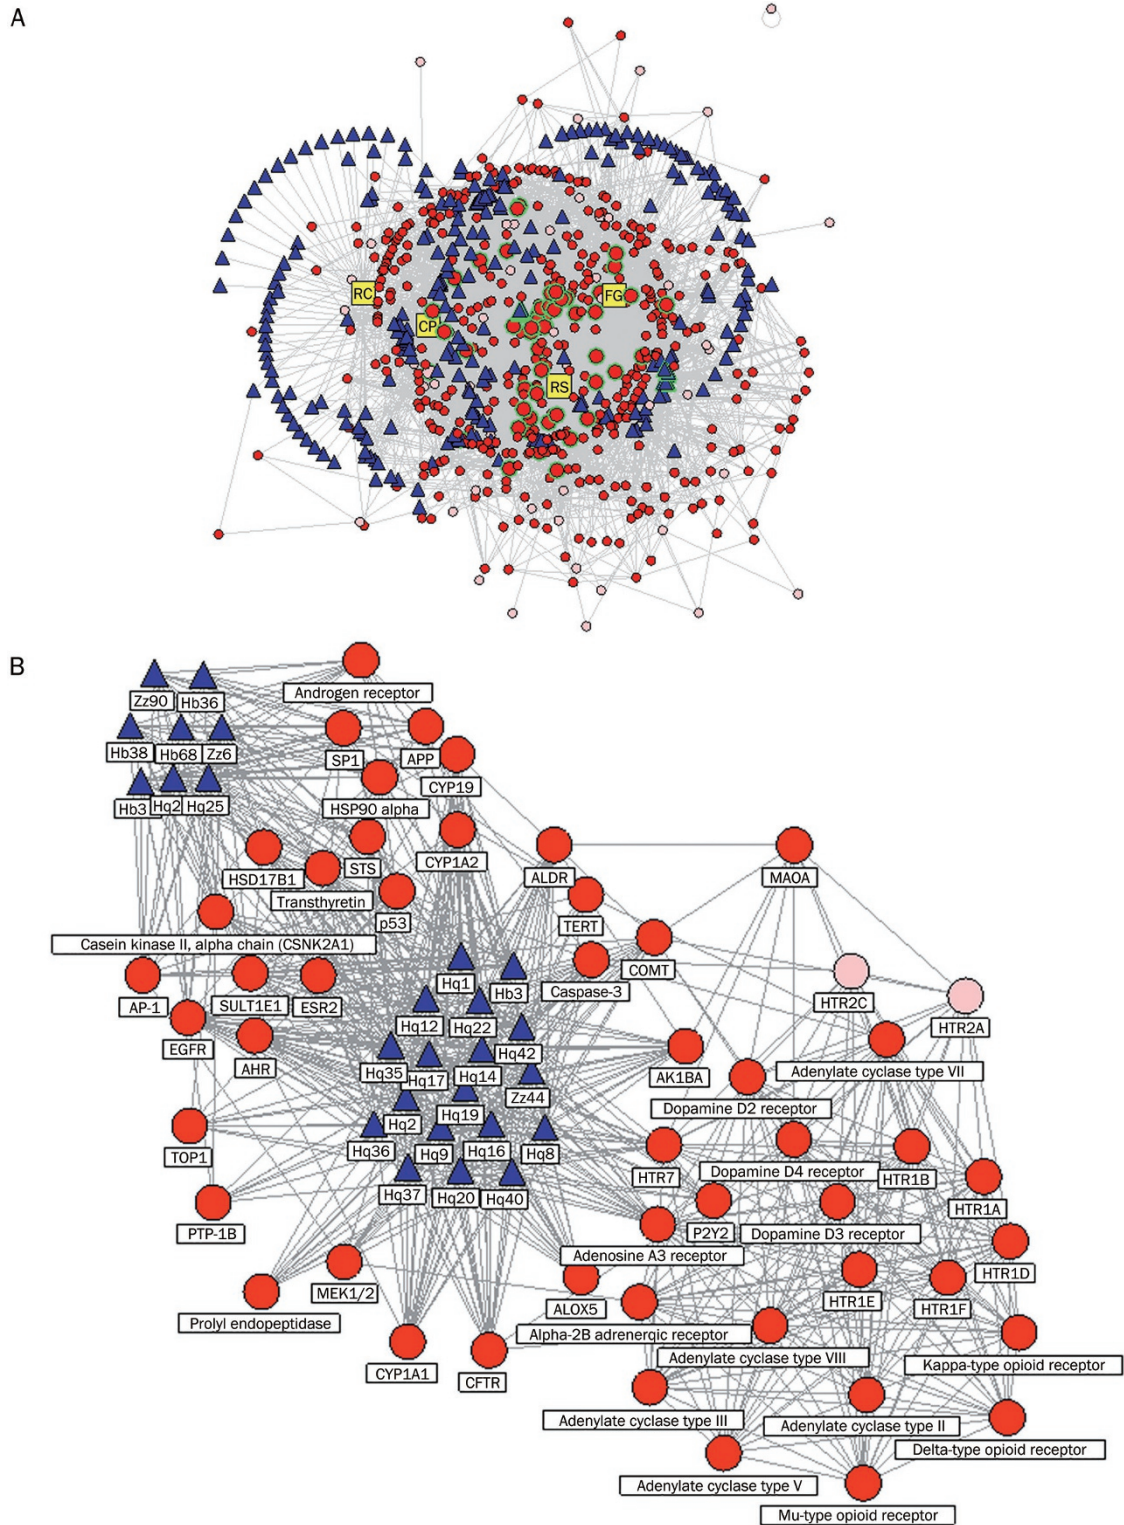 A
RC
FG
CP
RS
B
Zz90
Hb36
Androgen receptor
Hb38
Hb68
Zz6
SP1
APP
CYP19
Hb3
Hq2
Hq25
HSP90 alpha
STS
CYP1A2
HSD17B1
ALDR
MAOA
Transthyretin
p53
TERT
Casein kinase II, alpha chain (CSNK2A1)
COMT
Hq1
Hb3
Caspase-3
AP-1
SULT1E1
ESR2
HTR2C
HTR2A
Hq12
Hq22
EGFR
AHR
Hq42
Hq35
Hq17
Hq14
AK1BA
Adenylate cyclase type VII
Zz44
Dopamine D2 receptor
Hq2
Hq19
TOP1
Hq36
Hq9
Hq16
Hq8
HTR7
Dopamine D4 receptor
HTR1B
Hq37
Hq20
Hq40
HTR1A
PTP-1B
P2Y2
Dopamine D3 receptor
Adenosine A3 receptor
HTR1D
MEK1/2
ALOX5
HTR1E
HTR1F
Prolyl endopeptidase
Alpha-2B adrenergic receptor
Adenylate cyclase type VIII
Kappa-type opioid receptor
CYP1A1
CFTR
Adenylate cyclase type III
Adenylate cyclase type II
Delta-type opioid receptor
Adenylate cyclase type V
Mu-type opioid receptor